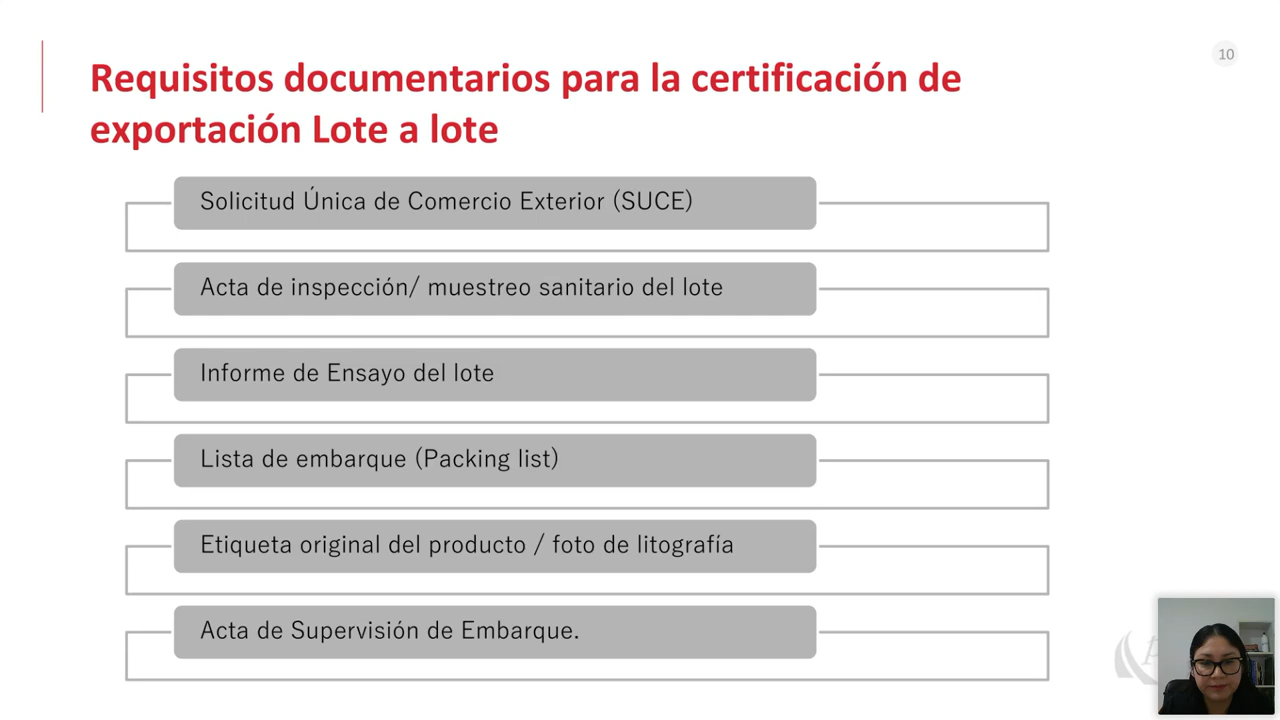 10
Requisitos documentarios para la certificación de
exportación Lote a lote
Solicitud Única de Comercio Exterior (SUCE)
Acta de inspección/ muestreo sanitario del lote
Informe de Ensayo del lote
Lista de embarque (Packing list)
Etiqueta original del producto / foto de litografía
Acta de Supervisión de Embarque.